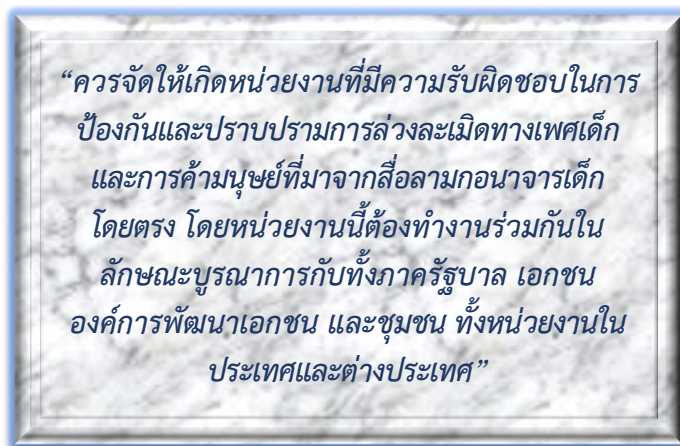 “ควรจัดให้เกิดหน่วยงานที่มีความรับผิดชอบในการ
ป้องกันและปราบปรามการล่วงละเมิดทางเพศเด็ก
และการค้ามนุษย์ที่มาจากสื่อลามกอนาจารเด็ก
โดยตรง โดยหน่วยงานนี้ต้องทำงานร่วมกันใน
ลักษณะบูรณาการกับทั้งภาครัฐบาล เอกชน
องค์การพัฒนาเอกชน และชุมชน ทั้งหน่วยงานใน
ประเทศและต่างประเทศ”